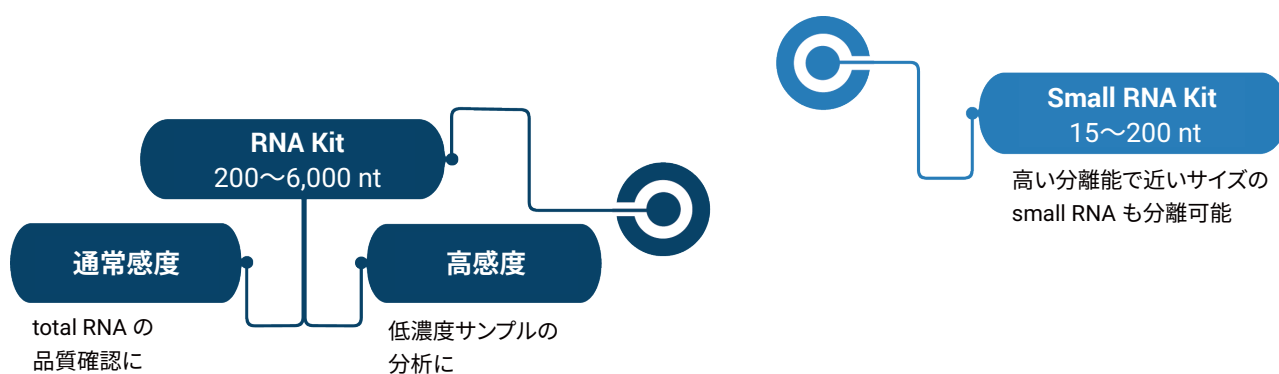 RNA Kit
200〜6,000 nt
通常感度
total RNA の
品質確認に
高感度
低濃度サンプルの
分析に
Small RNA Kit
15〜200 nt
高い分離能で近いサイズの
small RNA も分離可能